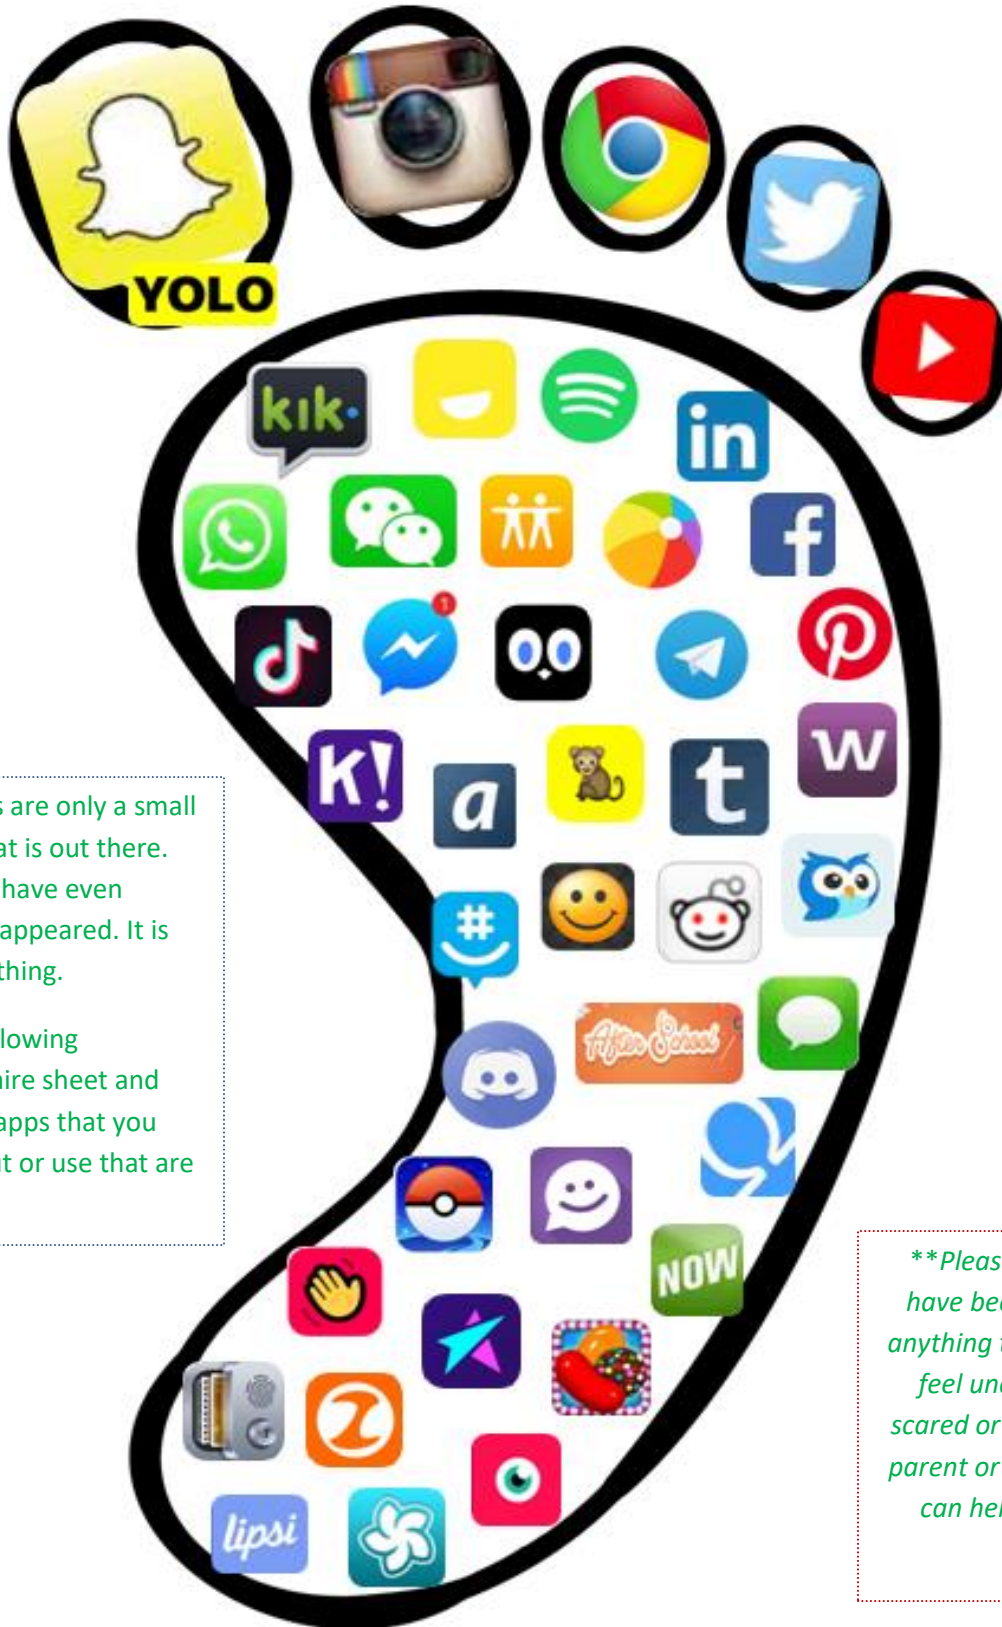 YOLO
kik
in
f
K!
a
t
w
s are only a small
at is out there.
have even
appeared. It is
thing.
After School
lowing
ire sheet and
apps that you
t or use that are
NOW
**Pleas
have bee
anything t
feel un
scared or
parent or
can hel
lipsi